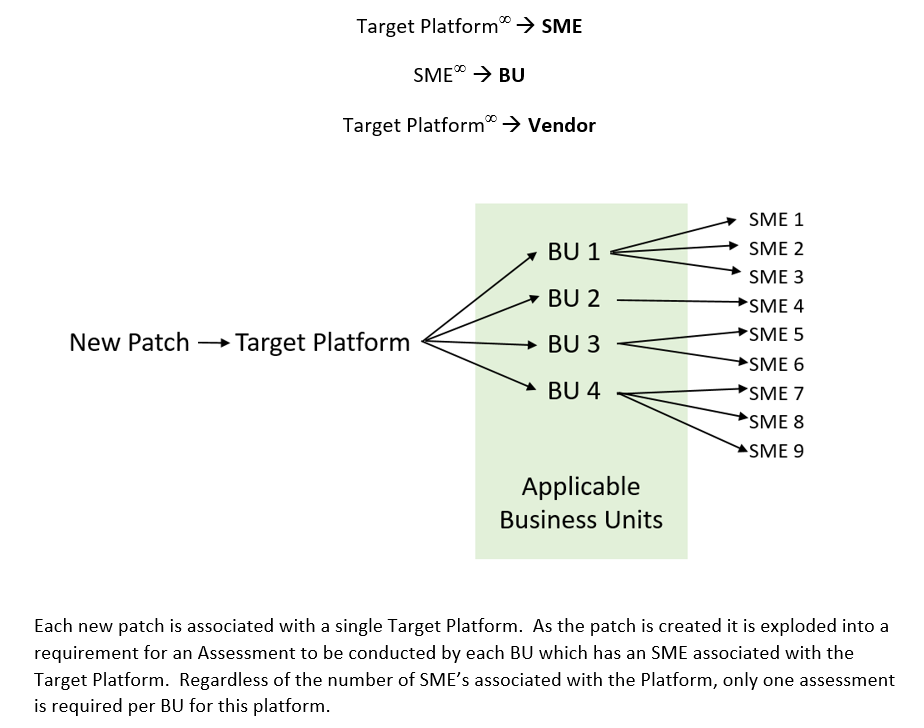 Target Platform∞ → SME
SME∞ → BU
Target Platform∞ → Vendor
New Patch → Target Platform
BU 1
BU 2
BU 3
BU 4
Applicable
Business Units
SME 1
SME 2
SME 3
SME 4
SME 5
SME 6
SME 7
SME 8
SME 9
Each new patch is associated with a single Target Platform.  As the patch is created it is exploded into a
requirement for an Assessment to be conducted by each BU which has an SME associated with the
Target Platform.  Regardless of the number of SME’s associated with the Platform, only one assessment
is required per BU for this platform.